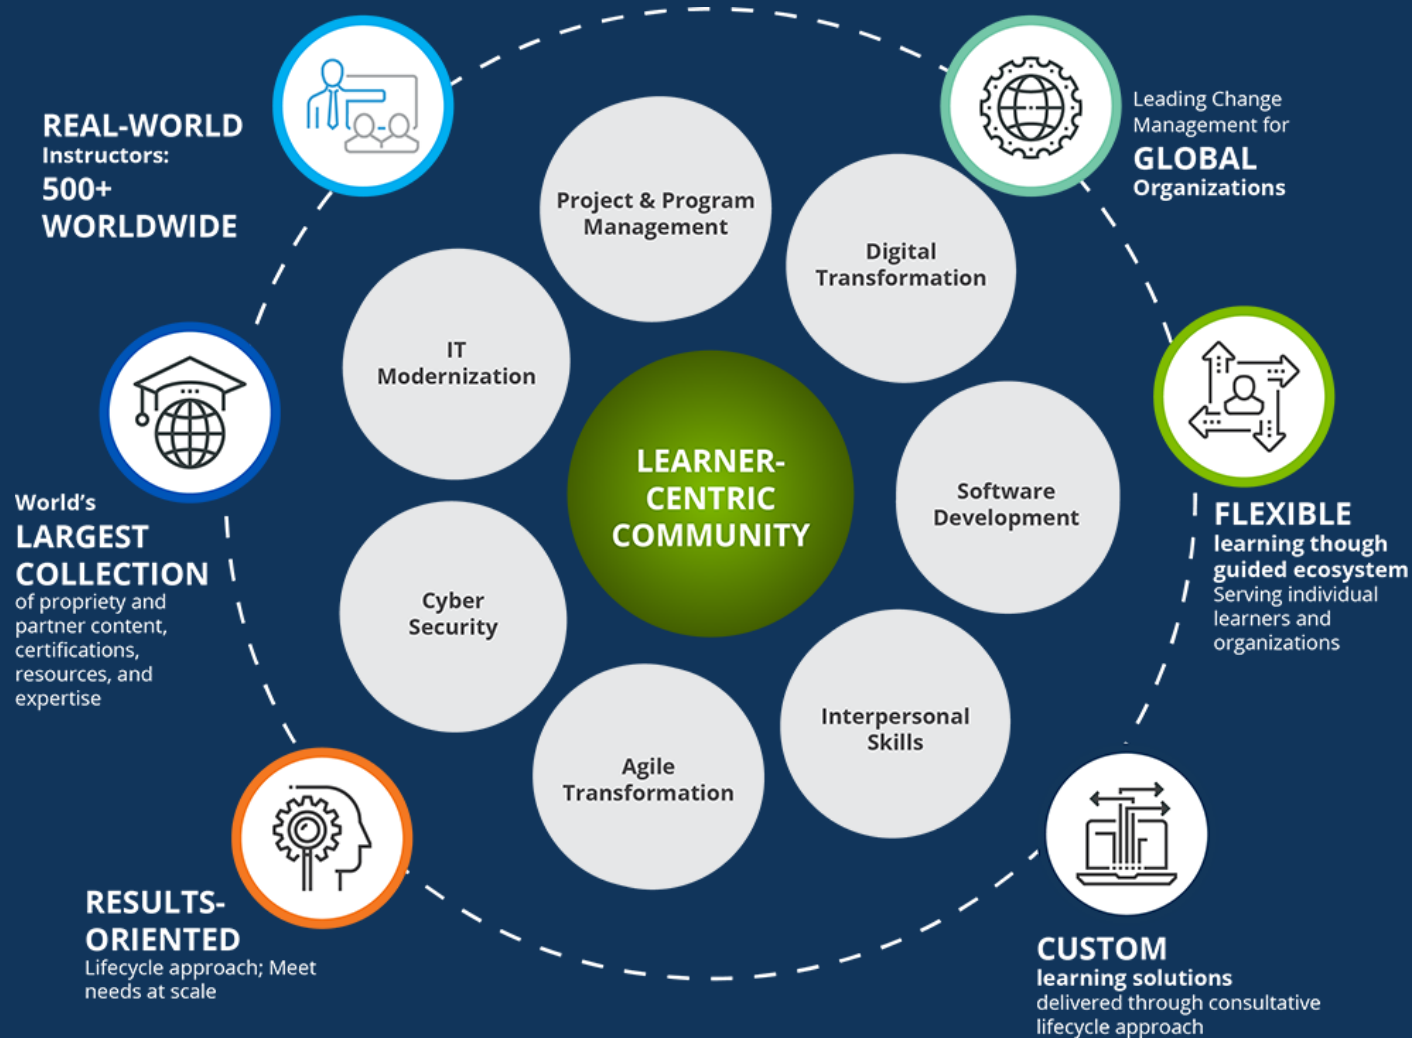 REAL-WORLD
Instructors:
500+
WORLDWIDE
Leading Change
Management for
GLOBAL
Organizations
Project & Program
Management
Digital
Transformation
IT
Modernization
LEARNER-
CENTRIC
COMMUNITY
Software
Development
World's
LARGEST
COLLECTION
of propriety and
partner content,
certifications,
resources, and
expertise
FLEXIBLE
learning though
guided ecosystem
Serving individual
learners and
organizations
Cyber
Security
Interpersonal
Skills
Agile
Transformation
RESULTS-
ORIENTED
Lifecycle approach; Meet
needs at scale
CUSTOM
learning solutions
delivered through consultative
lifecycle approach